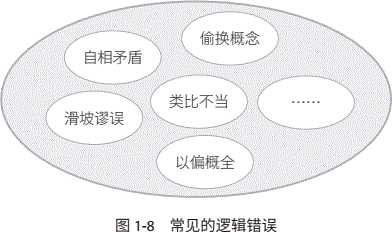 偷换概念
自相矛盾
类比不当
……
滑坡谬误
以偏概全
图 1-8 常见的逻辑错误